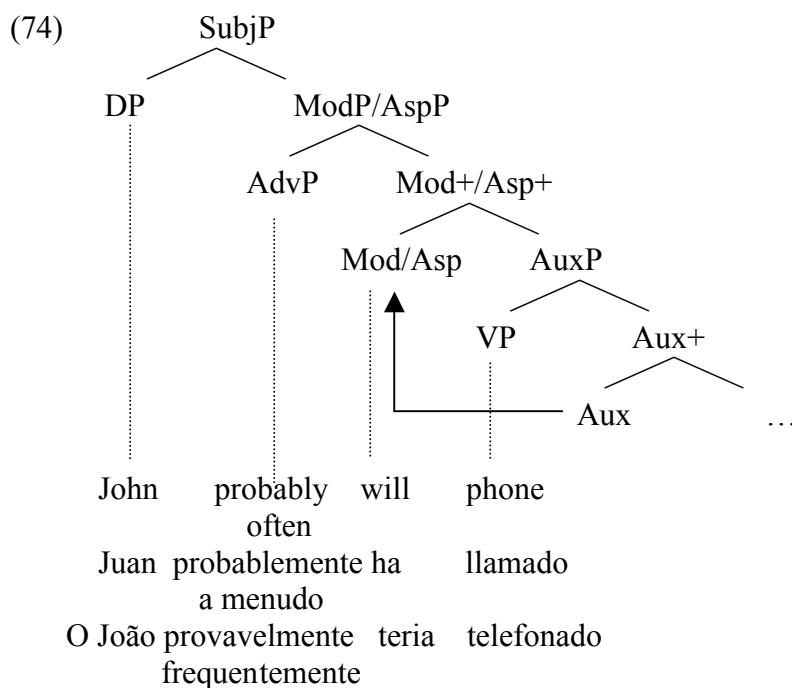 (74) SubjP
DP ModP/AspP
AdvP Mod+/Asp+
Mod/Asp AuxP
VP Aux+
Aux …
John probably will phone
often
Juan probablemente ha llamado
a menudo
O João provavelmente teria telefonado
frequentemente